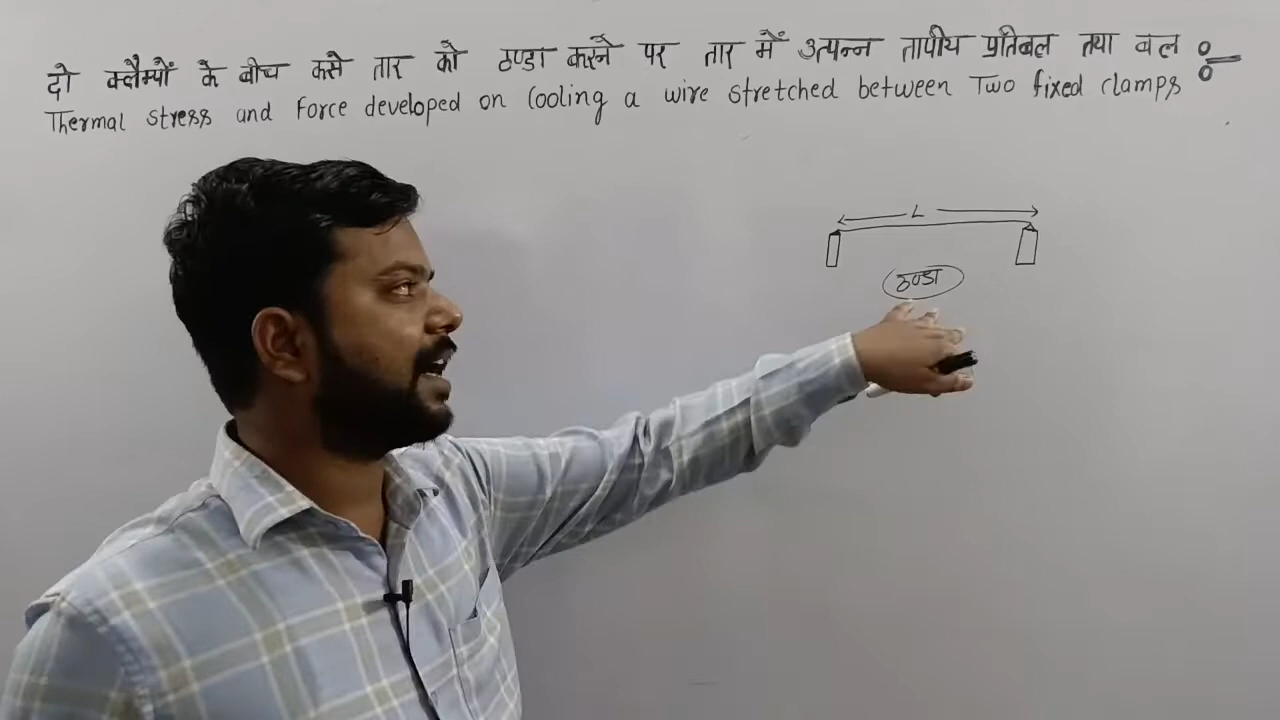 दो क्लैम्पों के बीच कसे तार को ठण्डा करने पर तार में उत्पन्न तापीय प्रतिबल तथा बल :-
Thermal stress and Force developed on Cooling a wire stretched between Two fixed clamps
L
ठण्डा